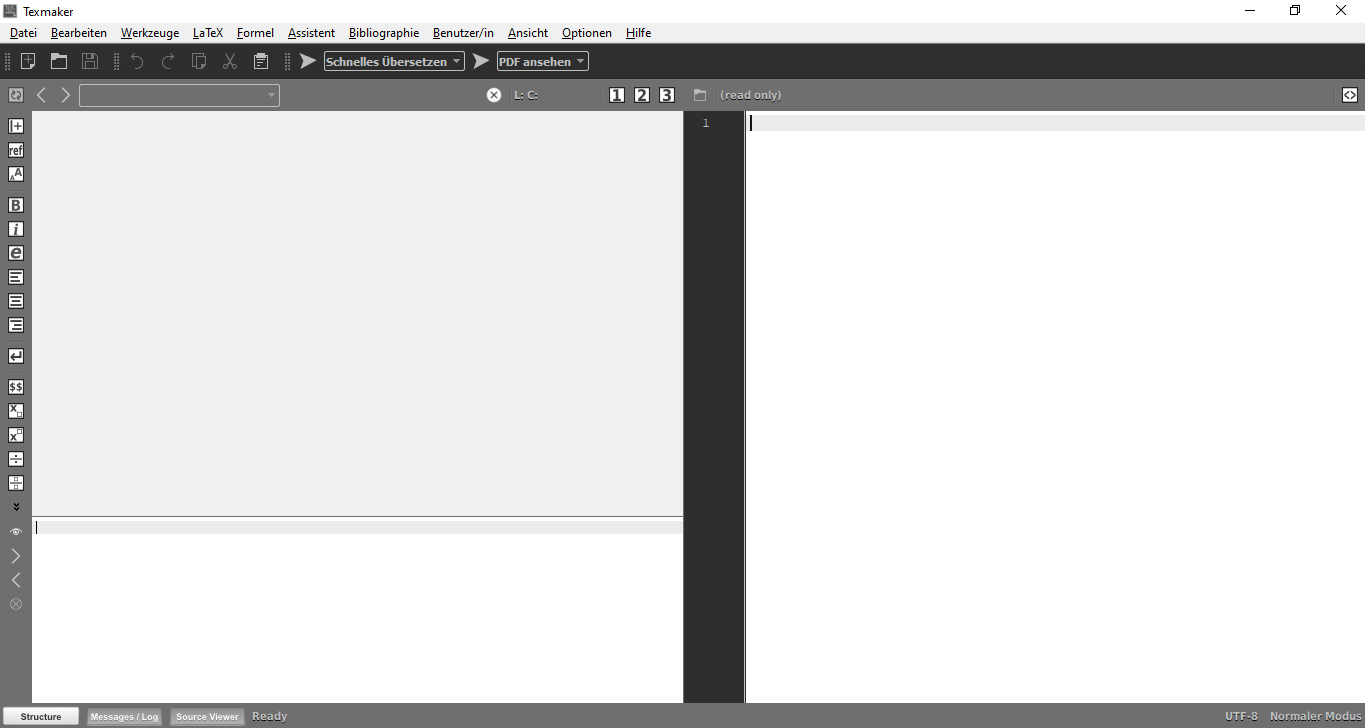 Texmaker
Datei Bearbeiten Werkzeuge LaTeX Formel Assistent Bibliographie Benutzer/in Ansicht Optionen Hilfe
Schnelles Übersetzen PDF ansehen
L: C: 1 2 3 (read only)
1
ref
A A
B
i
e
$$
x
x
Structure Messages / Log Source Viewer Ready UTF-8 Normaler Modus